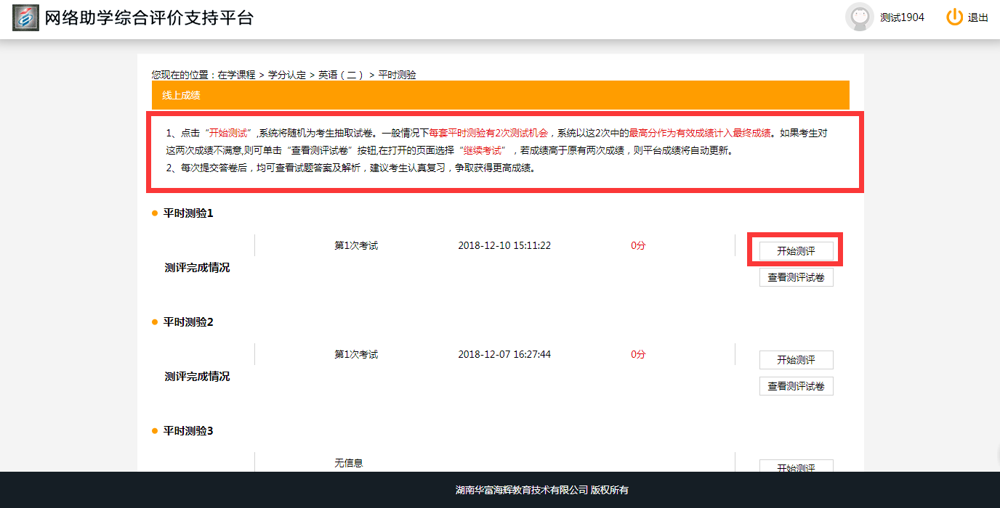 网络助学综合评价支持平台
测试1904
退出
您现在的位置：在学课程 > 学分认定 > 英语（二） > 平时测验
线上成绩
1、点击“开始测试”,系统将随机为考生抽取试卷。一般情况下每套平时测验有2次测试机会，系统以这2次中的最高分作为有效成绩计入最终成绩。如果考生对
这两次成绩不满意,则可单击“查看测评试卷”按钮,在打开的页面选择“继续考试”，若成绩高于原有两次成绩，则平台成绩将自动更新。
2、每次提交答卷后，均可查看试题答案及解析，建议考生认真复习，争取获得更高成绩。
平时测验1
第1次考试 2018-12-10 15:11:22 0分
开始测评
测评完成情况
查看测评试卷
平时测验2
第1次考试 2018-12-07 16:27:44 0分
开始测评
测评完成情况
查看测评试卷
平时测验3
无信息
开始测评
湖南华富海辉教育技术有限公司 版权所有